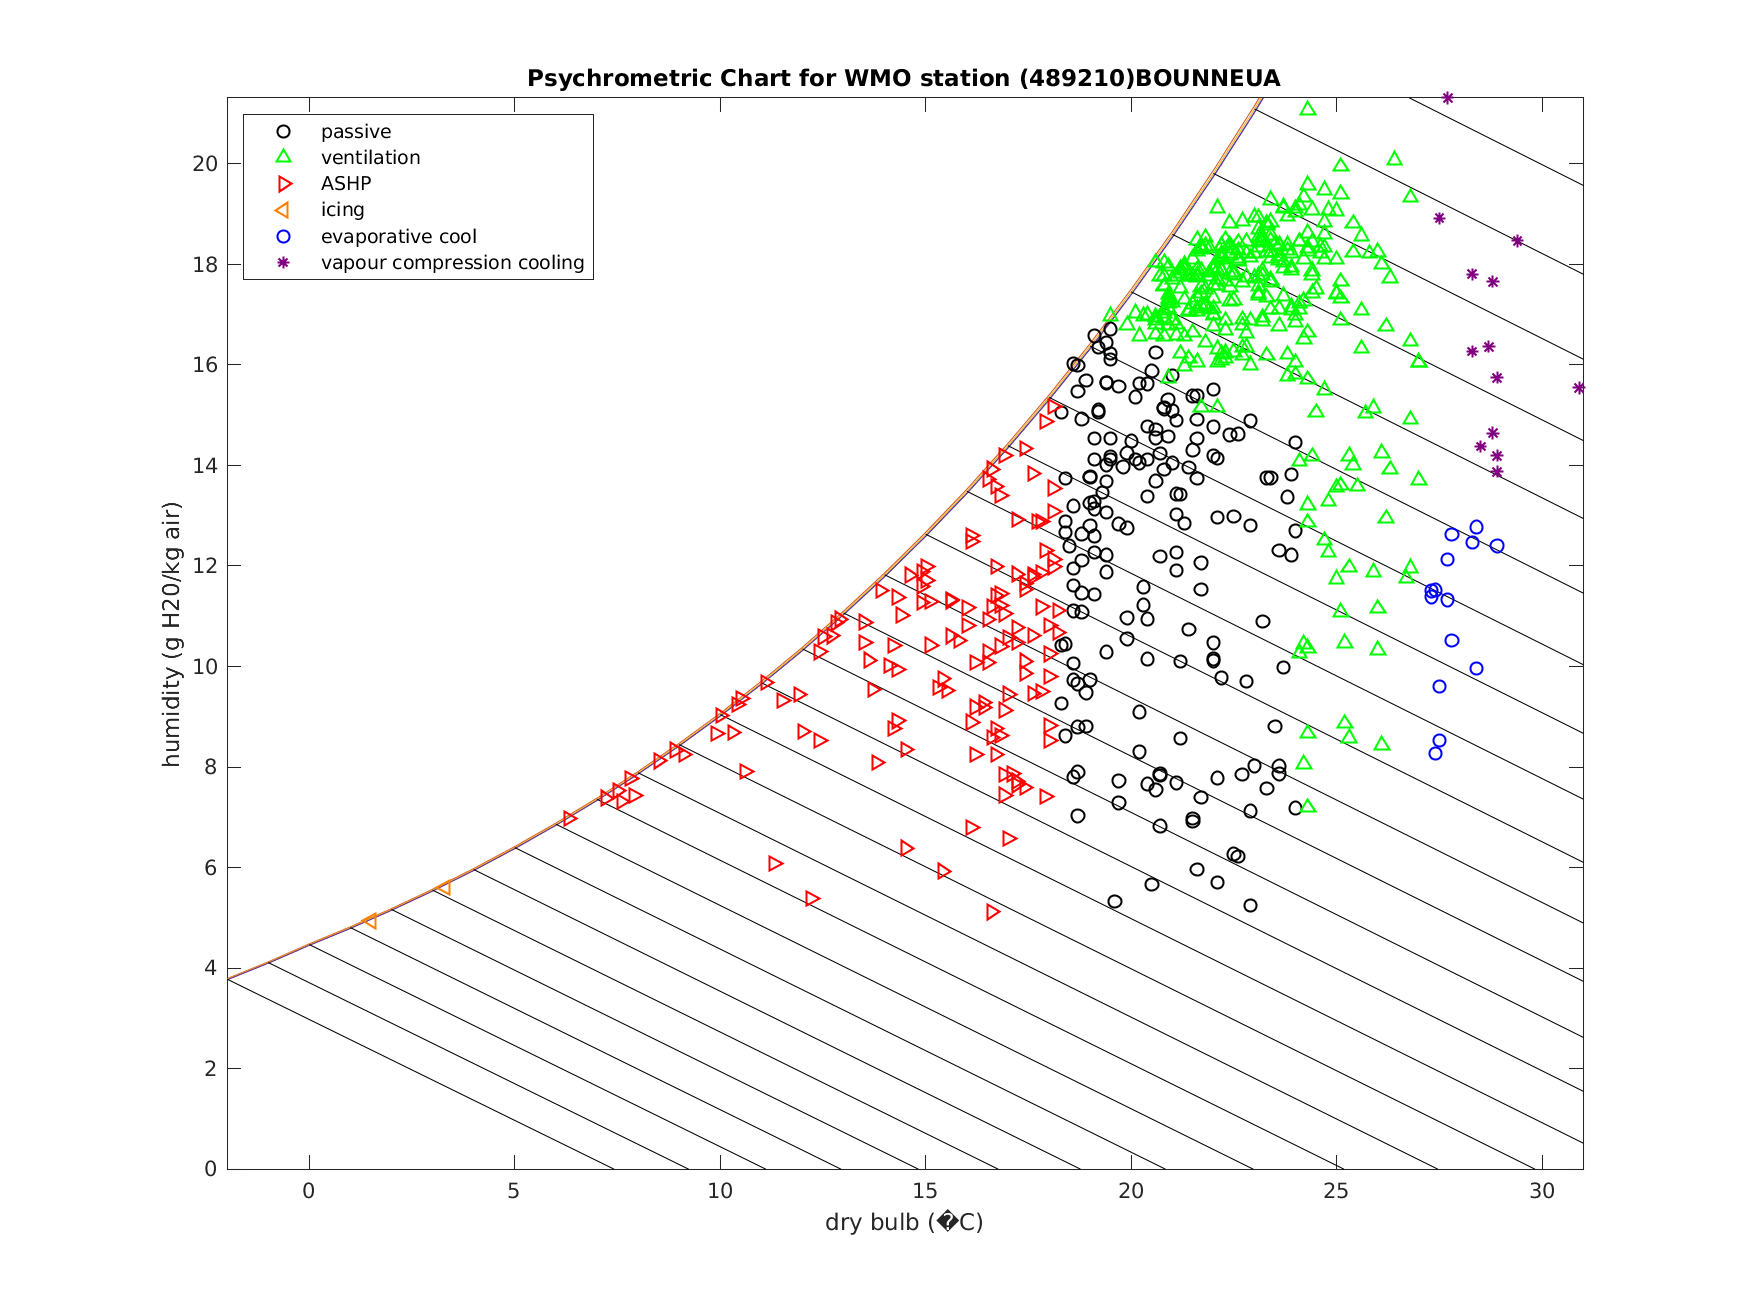 Psychrometric Chart for WMO station (489210)BOUNNEUA
passive
ventilation
ASHP
icing
evaporative cool
vapour compression cooling
humidity (g H20/kg air)
20
18
16
14
12
10
8
6
4
2
0
0 5 10 15 20 25 30
dry bulb (�C)